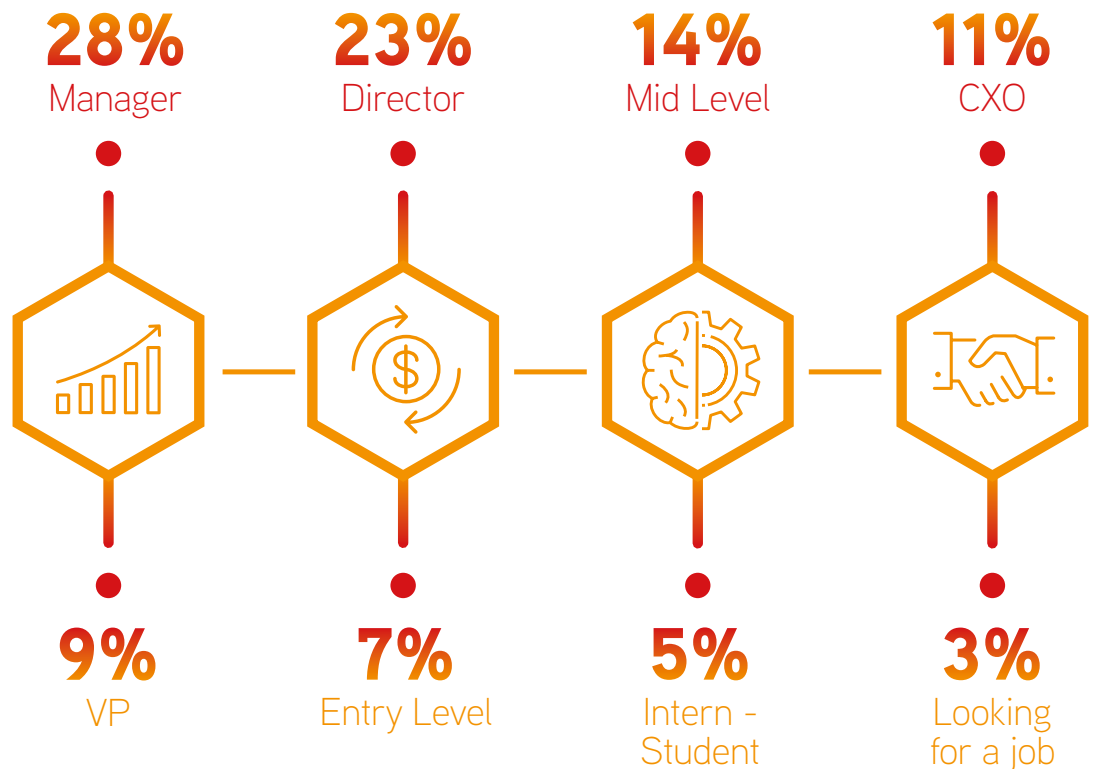 28%
Manager
23%
Director
14%
Mid Level
11%
CXO
$
9%
VP
7%
Entry Level
5%
Intern -
Student
3%
Looking
for a job